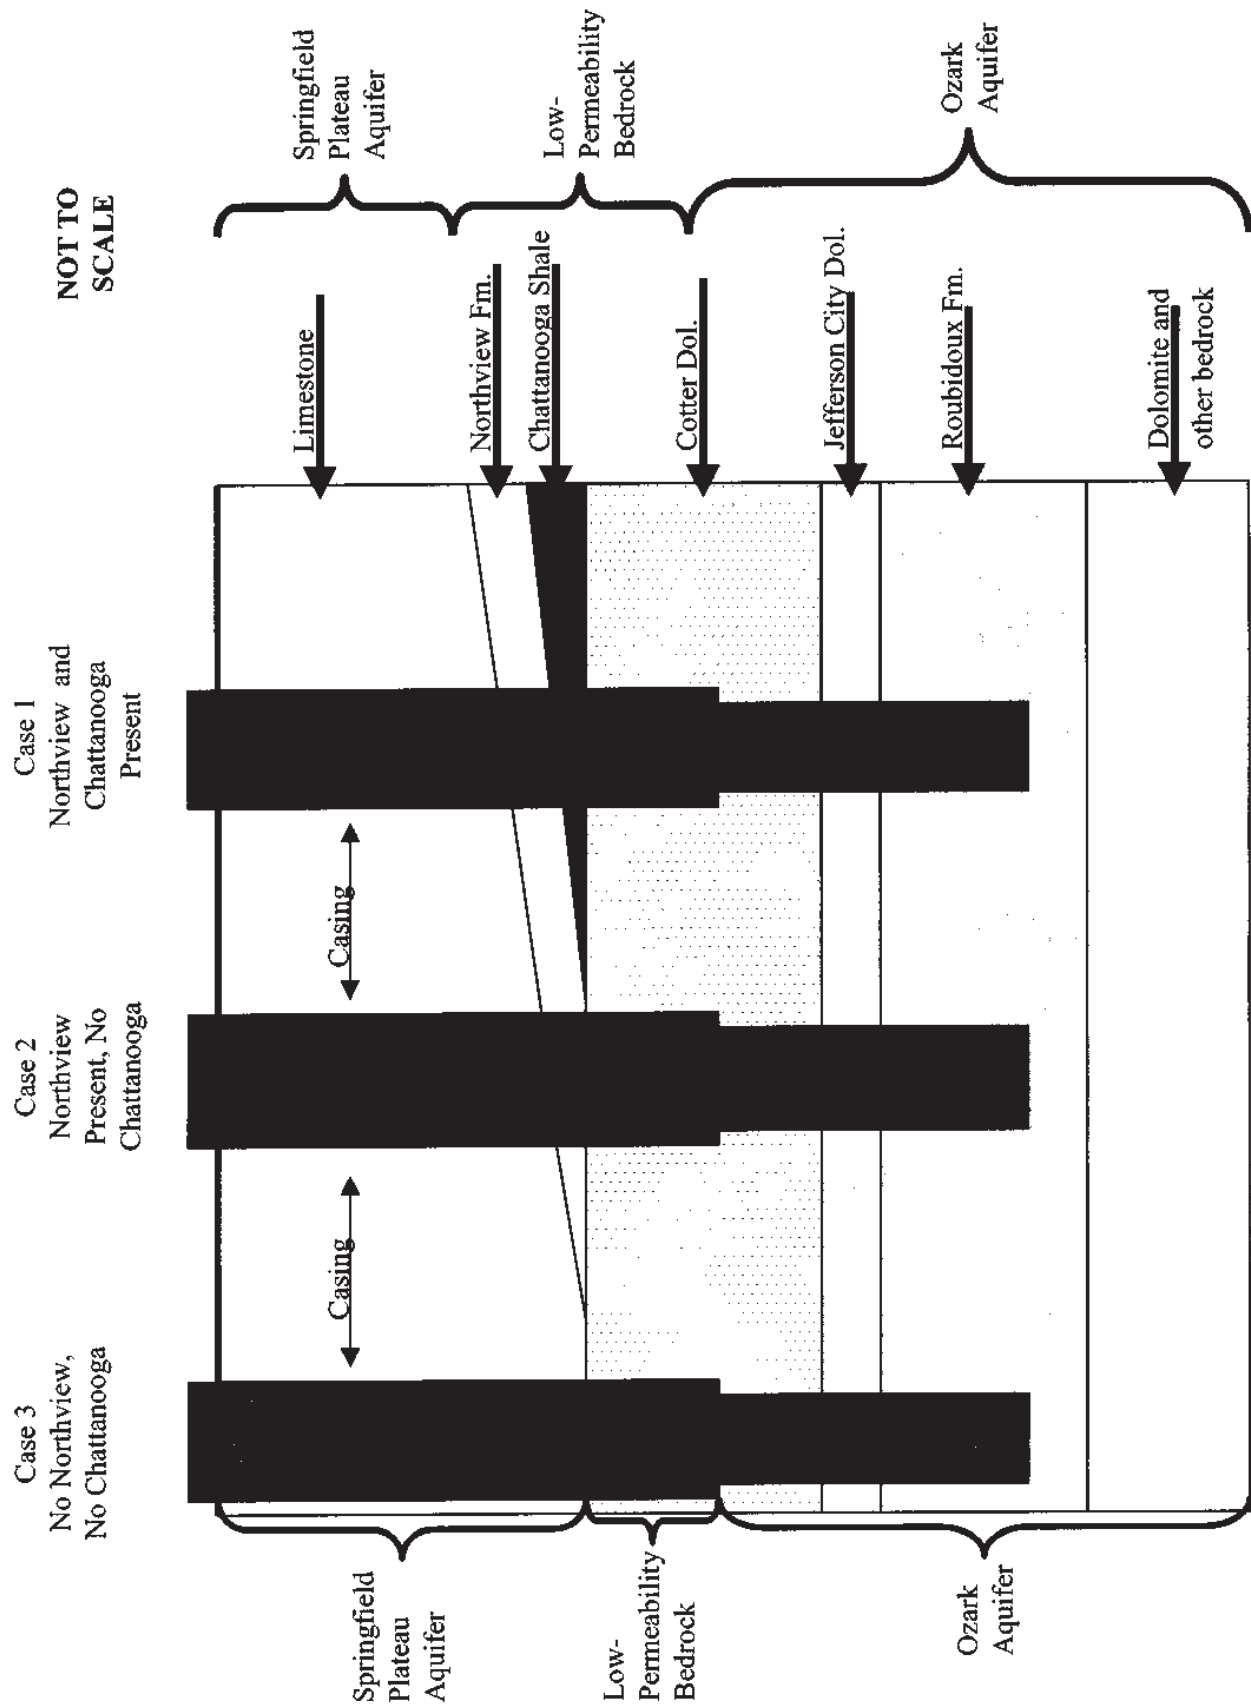 Case 3
No Northview,
No Chattanooga
Case 2
Northview
Present, No
Chattanooga
Case 1
Northview and
Chattanooga
Present
NOT TO
SCALE
Springfield
Plateau
Aquifer
Low-
Permeability
Bedrock
Ozark
Aquifer
Casing
Casing
Limestone
Northview Fm.
Chattanooga Shale
Cotter Dol.
Jefferson City Dol.
Roubidoux Fm.
Dolomite and
other bedrock
Springfield
Plateau
Aquifer
Low-
Permeability
Bedrock
Ozark
Aquifer